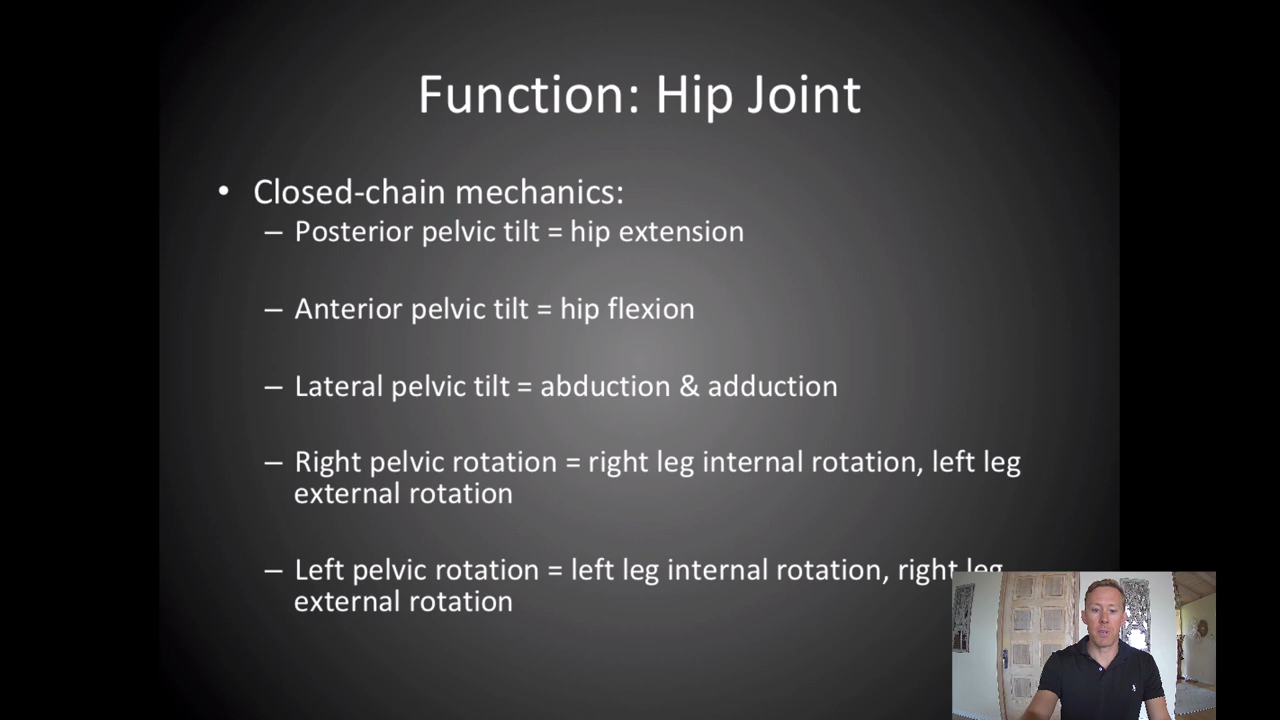 Function: Hip Joint
• Closed-chain mechanics:
– Posterior pelvic tilt = hip extension
– Anterior pelvic tilt = hip flexion
– Lateral pelvic tilt = abduction & adduction
– Right pelvic rotation = right leg internal rotation, left leg
external rotation
– Left pelvic rotation = left leg internal rotation, right leg
external rotation